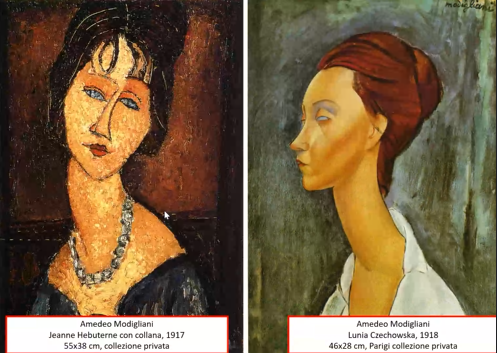 modigliani
Amedeo Modigliani
Jeanne Hebuterne con collana, 1917
55x38 cm, collezione privata
Amedeo Modigliani
Lunia Czechowska, 1918
46x28 cm, Parigi collezione privata